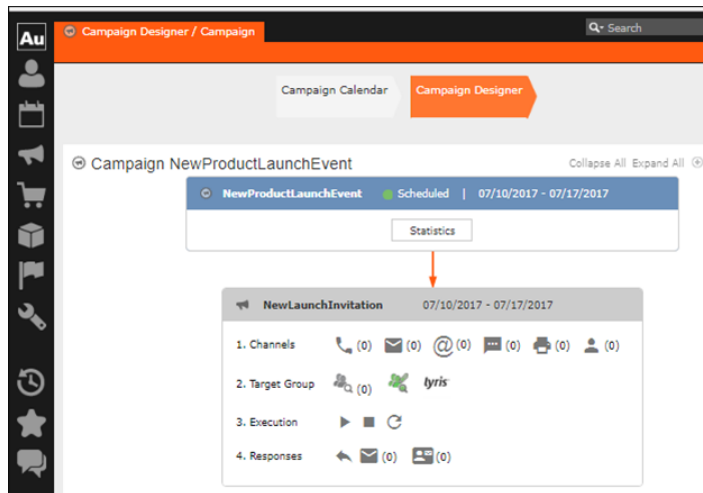 Au
Campaign Designer / Campaign
Search
Campaign Calendar
Campaign Designer
Campaign NewProductLaunchEvent
Collapse All Expand All
NewProductLaunchEvent Scheduled | 07/10/2017 - 07/17/2017
Statistics
NewLaunchInvitation 07/10/2017 - 07/17/2017
1. Channels (0) (0) @ (0) (0) (0) (0)
2. Target Group (0) lyris
3. Execution
4. Responses (0) (0)